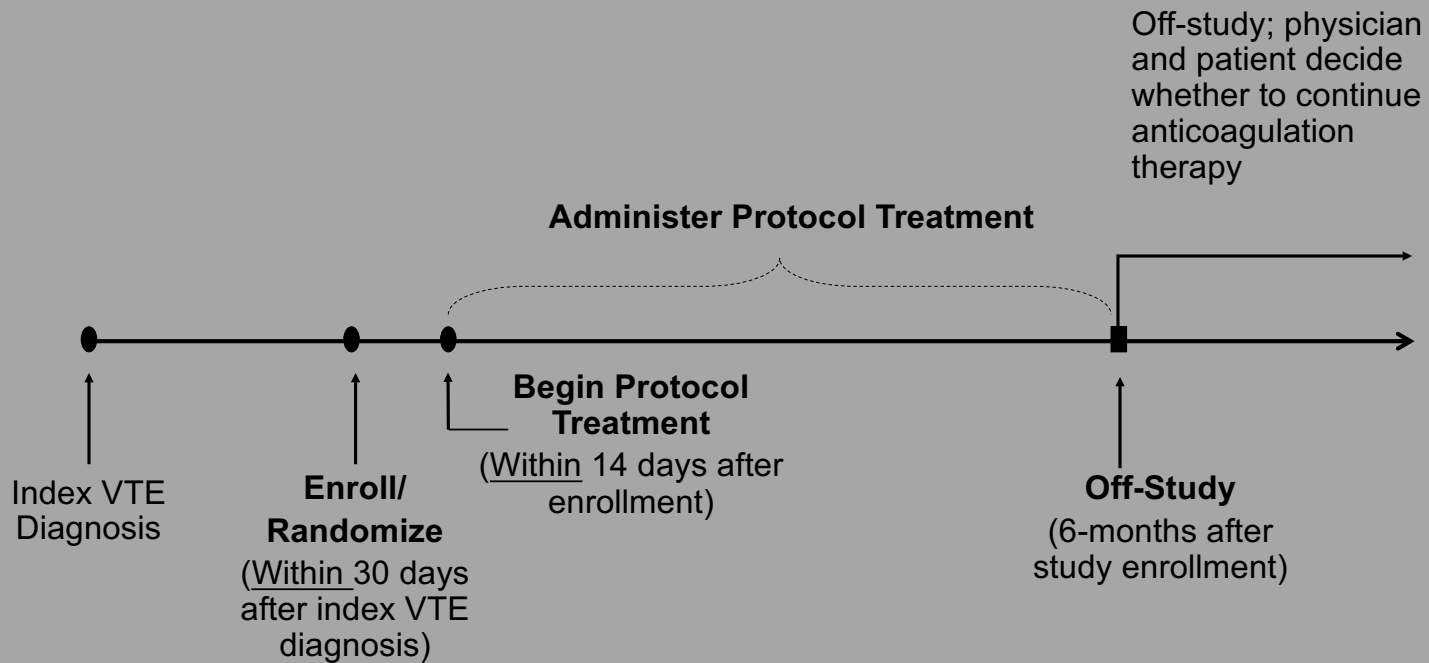 Off-study; physician
and patient decide
whether to continue
anticoagulation
therapy
Administer Protocol Treatment
Begin Protocol
Treatment
(Within 14 days after
enrollment)
Index VTE
Diagnosis
Enroll/
Randomize
(Within 30 days
after index VTE
diagnosis)
Off-Study
(6-months after
study enrollment)